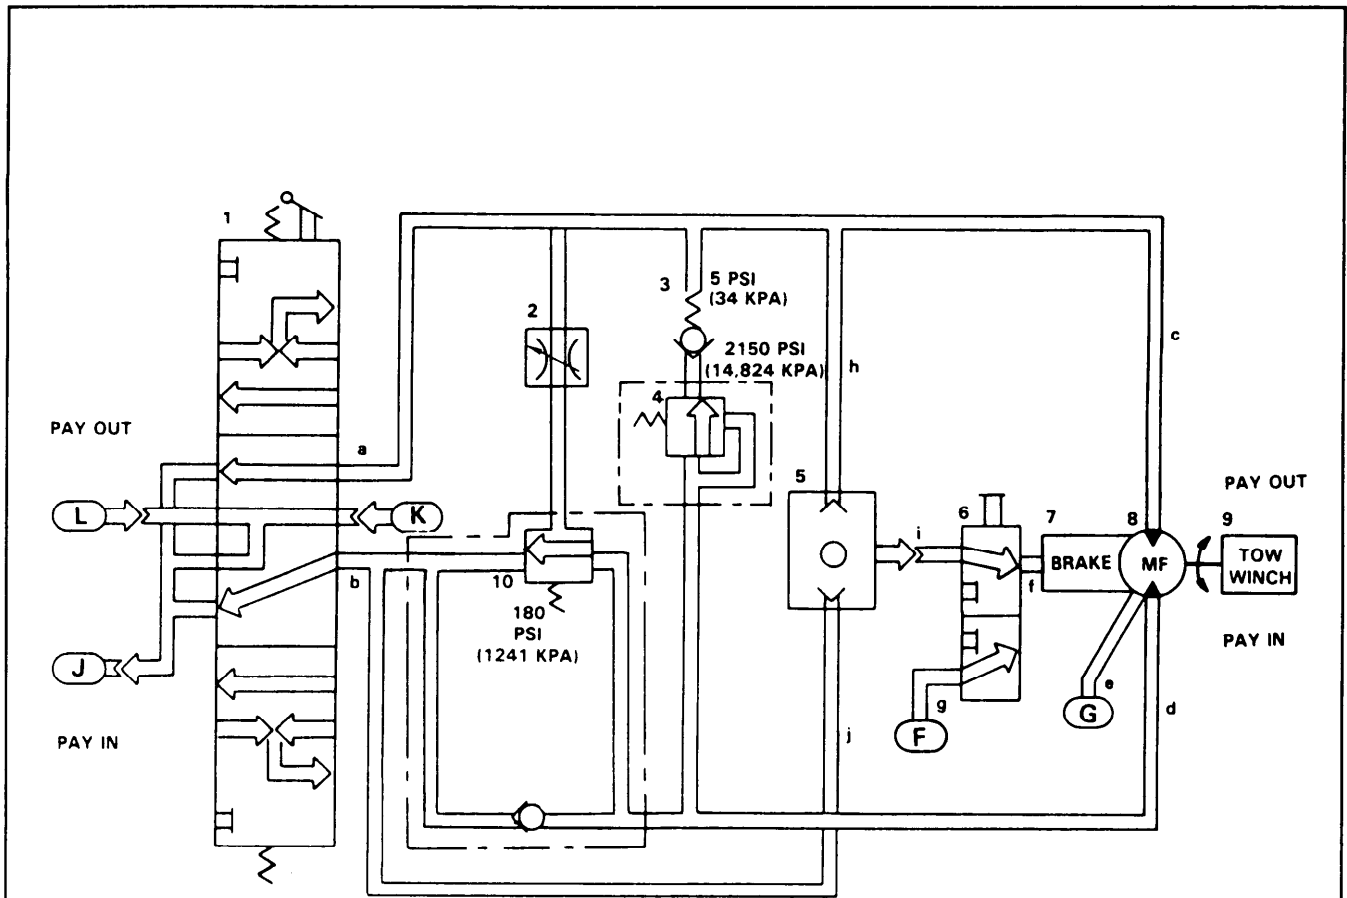 1
5 PSI
(34 KPA)
3
2
2150 PSI
(14,824 KPA)
c
h
4
PAY OUT
a
5
PAY OUT
L
K
6
7
8
9
i
BRAKE
MF
TOW
WINCH
10
b
f
180
PSI
(1241 KPA)
PAY IN
J
e
g
G
d
F
j
PAY IN